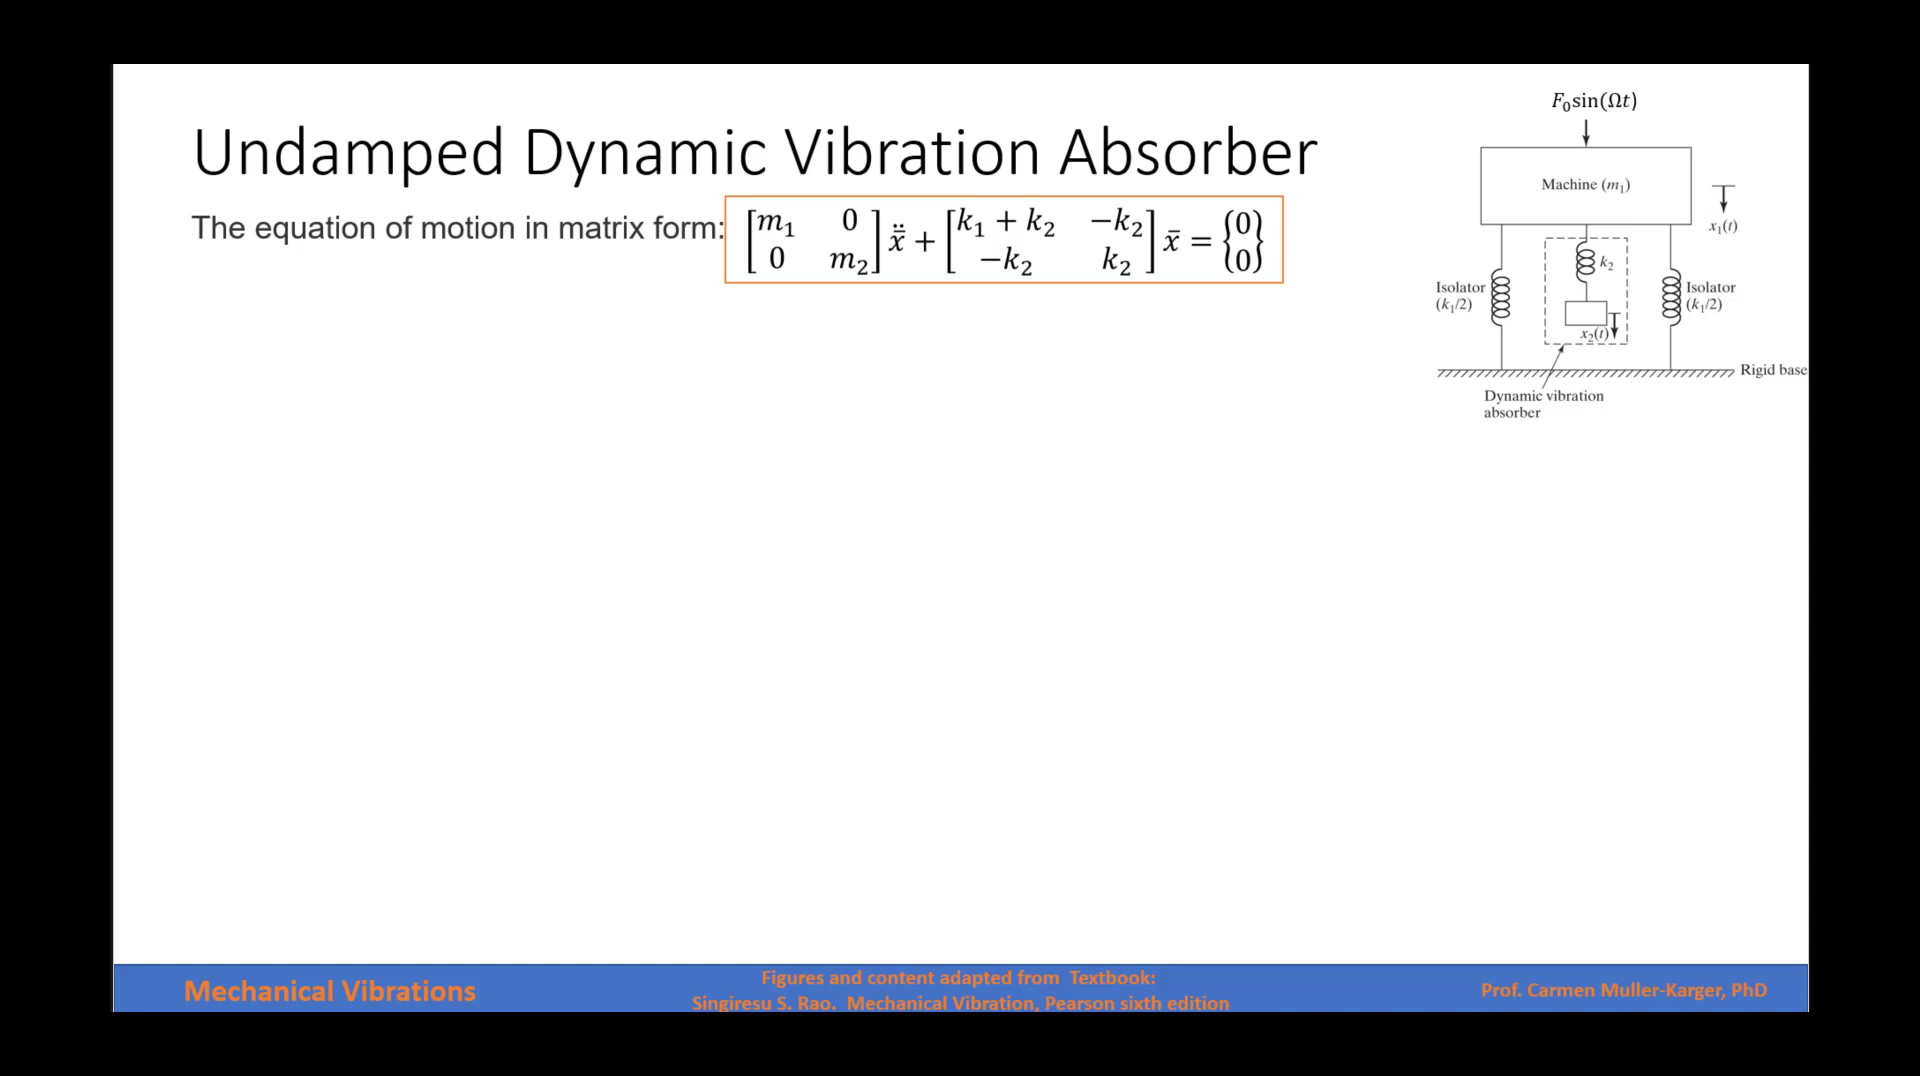 Undamped Dynamic Vibration Absorber
The equation of motion in matrix form: [m₁ 0; 0 m₂] ẍ̄ + [k₁ + k₂ −k₂; −k₂ k₂] x̄ = {0; 0}
F₀sin(Ωt)
Machine (m₁)
x₁(t)
k₂
Isolator
(k₁/2)
Isolator
(k₁/2)
x₂(t)
Rigid base
Dynamic vibration
absorber
Mechanical Vibrations
Figures and content adapted from Textbook:
Singiresu S. Rao. Mechanical Vibration, Pearson sixth edition
Prof. Carmen Muller-Karger, PhD